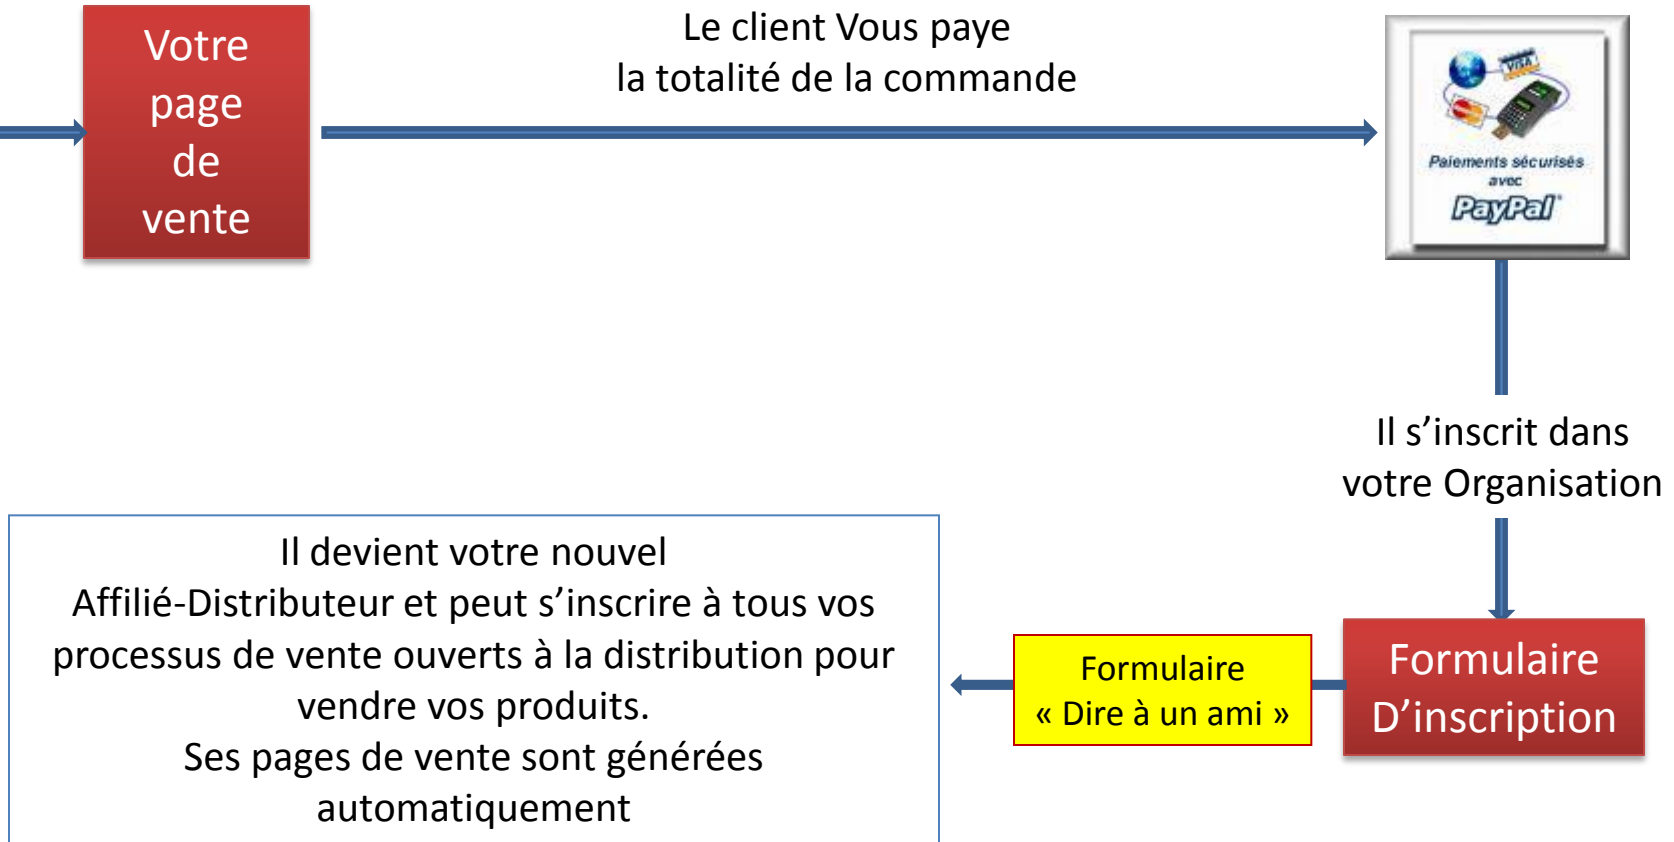 Votre
page
de
vente
Le client Vous paye
la totalité de la commande
VISA
Paiements sécurisés
avec
PayPal
Il s’inscrit dans
votre Organisation
Formulaire
D’inscription
Formulaire
« Dire à un ami »
Il devient votre nouvel
Affilié-Distributeur et peut s’inscrire à tous vos
processus de vente ouverts à la distribution pour
vendre vos produits.
Ses pages de vente sont générées
automatiquement